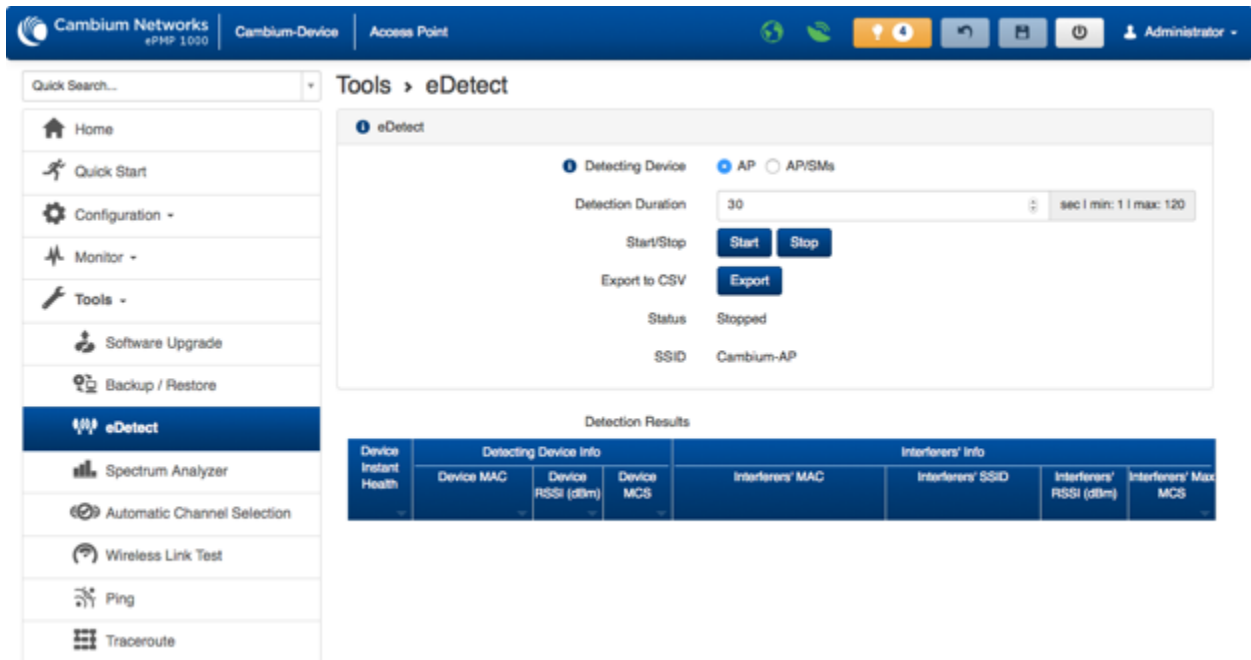 Cambium Networks
ePMP 1000
Cambium-Device
Access Point
4
Administrator
Quick Search...
Home
Quick Start
Configuration
Monitor
Tools
Software Upgrade
Backup / Restore
eDetect
Spectrum Analyzer
Automatic Channel Selection
Wireless Link Test
Ping
Traceroute
Tools > eDetect
eDetect
Detecting Device AP AP/SMs
Detection Duration 30 sec | min: 1 | max: 120
Start/Stop Start Stop
Export to CSV Export
Status Stopped
SSID Cambium-AP
Detection Results
Device Instant Health
Detecting Device Info
Device MAC
Device RSSI (dBm)
Device MCS
Interferers' Info
Interferers' MAC
Interferers' SSID
Interferers' RSSI (dBm)
Interferers' Max MCS